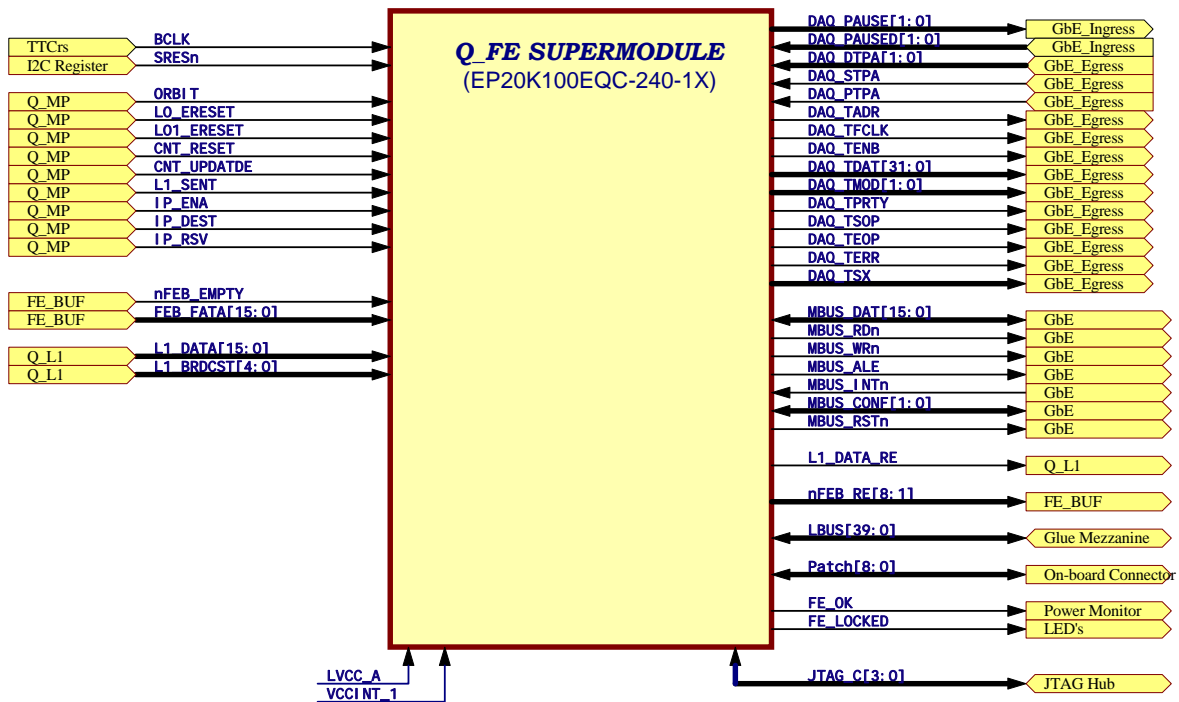 Q_FE SUPERMODULE
(EP20K100EQC-240-1X)
TTCrs BCLK
I2C Register SRESn
Q_MP ORBIT
Q_MP L0_ERESET
Q_MP L01_ERESET
Q_MP CNT_RESET
Q_MP CNT_UPDATDE
Q_MP L1_SENT
Q_MP IP_ENA
Q_MP IP_DEST
Q_MP IP_RSV
FE_BUF nFEB_EMPTY
FE_BUF FEB_FATA[15:0]
Q_L1 L1_DATA[15:0]
Q_L1 L1_BRDCST[4:0]
DAQ_PAUSE[1:0] GbE_Ingress
DAQ_PAUSED[1:0] GbE_Ingress
DAQ_DTPA[1:0] GbE_Egress
DAQ_STPA GbE_Egress
DAQ_PTPA GbE_Egress
DAQ_TADR GbE_Egress
DAQ_TFCLK GbE_Egress
DAQ_TENB GbE_Egress
DAQ_TDAT[31:0] GbE_Egress
DAQ_TMOD[1:0] GbE_Egress
DAQ_TPRTY GbE_Egress
DAQ_TSOP GbE_Egress
DAQ_TEOP GbE_Egress
DAQ_TERR GbE_Egress
DAQ_TSX GbE_Egress
MBUS_DAT[15:0] GbE
MBUS_RDn GbE
MBUS_WRn GbE
MBUS_ALE GbE
MBUS_INTn GbE
MBUS_CONF[1:0] GbE
MBUS_RSTn GbE
L1_DATA_RE Q_L1
nFEB_RE[8:1] FE_BUF
LBUS[39:0] Glue Mezzanine
Patch[8:0] On-board Connector
FE_OK Power Monitor
FE_LOCKED LED's
LVCC_A
VCCINT_1
JTAG_C[3:0] JTAG Hub